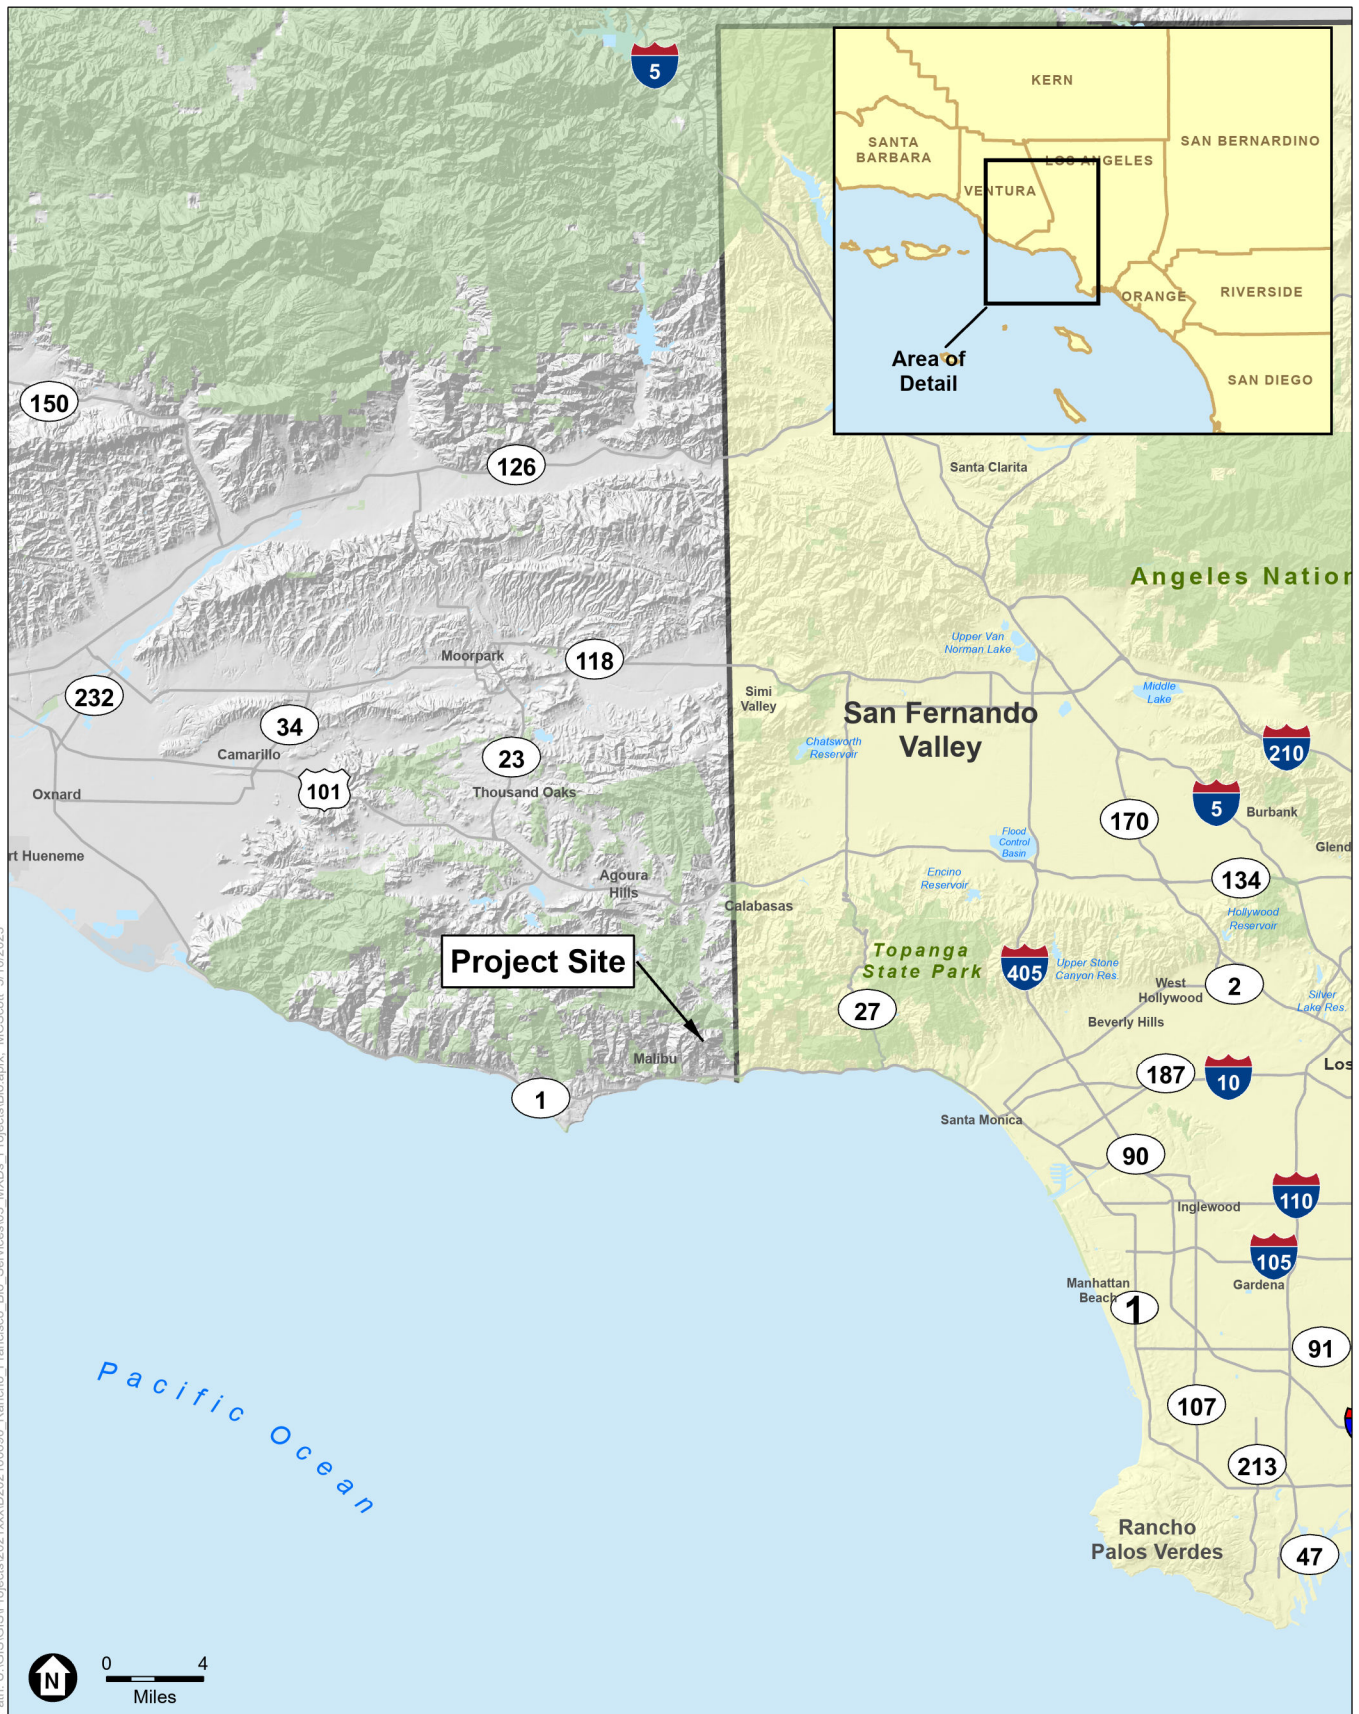 5
KERN
SAN BERNARDINO
SANTA
BARBARA
LOS ANGELES
VENTURA
ORANGE
RIVERSIDE
SAN DIEGO
Area of
Detail
150
126
Santa Clarita
Angeles Nation
Upper Van
Norman Lake
Moorpark
118
232
34
Simi
Valley
Middle
Lake
San Fernando
Valley
Chatsworth
Reservoir
210
Camarillo
23
101
Thousand Oaks
Oxnard
5
Burbank
170
Flood
Control
Basin
rt Hueneme
Glend
Agoura
Hills
Encino
Reservoir
134
Calabasas
Hollywood
Reservoir
Project Site
Topanga
State Park
405
Upper Stone
Canyon Res.
West
Hollywood
2
Silver
Lake Res.
27
Beverly Hills
Malibu
Los
187
10
1
Santa Monica
90
110
Inglewood
105
Manhattan
Beach
Gardena
1
91
Pacific Ocean
107
213
Rancho
Palos Verdes
47
N
0 4
Miles